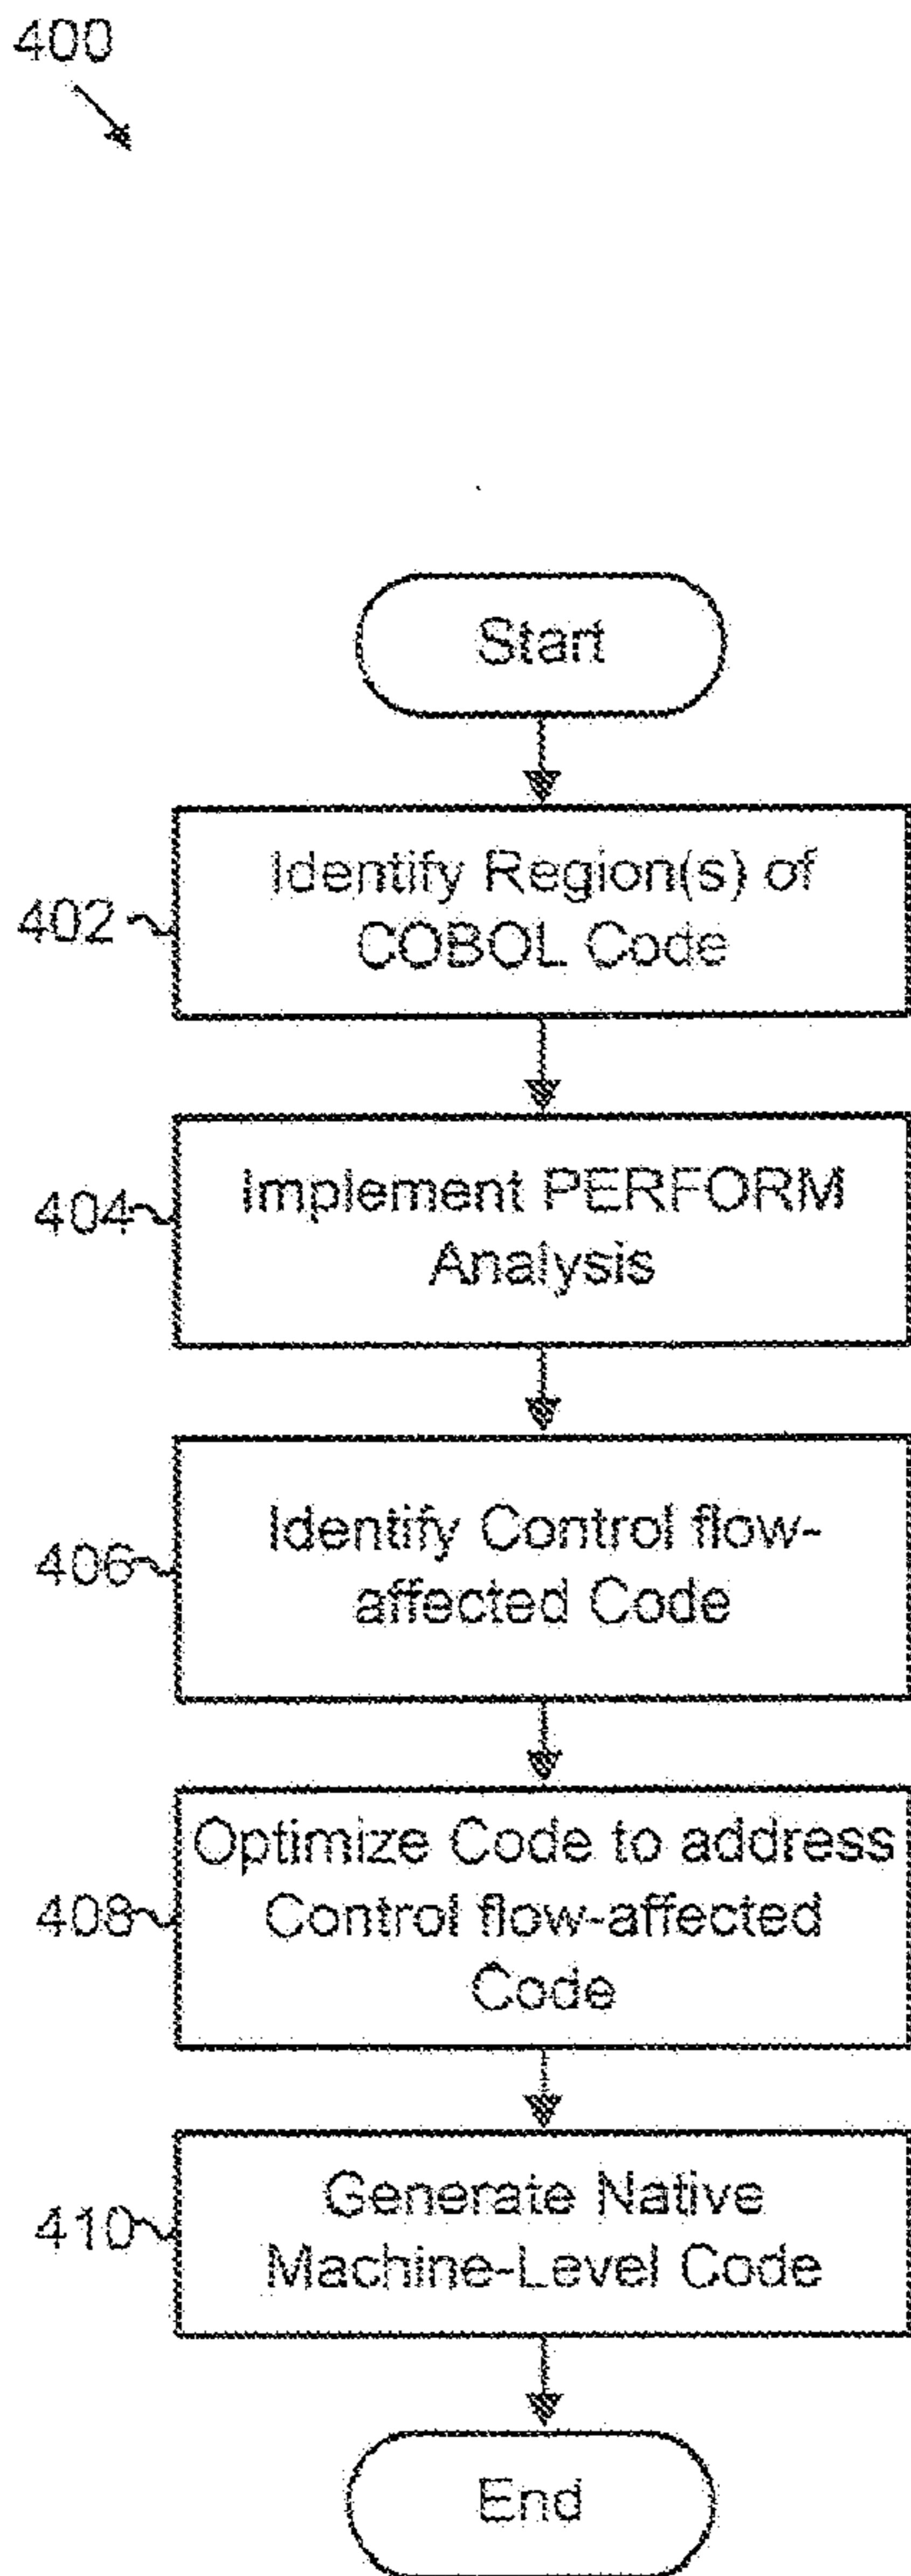 400
Start
402
Identify Region(s) of
COBOL Code
404
Implement PERFORM
Analysis
406
Identify Control flow-
affected Code
408
Optimize Code to address
Control flow-affected
Code
410
Generate Native
Machine-Level Code
End